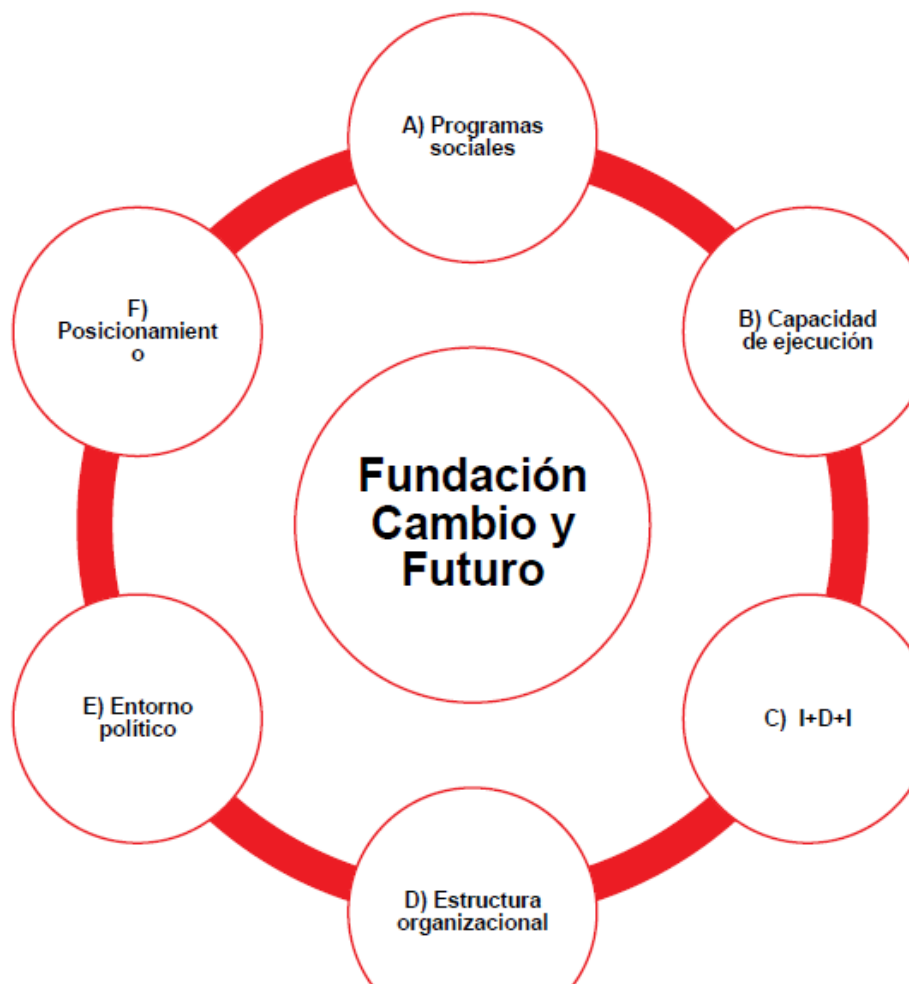 A) Programas
sociales
B) Capacidad
de ejecución
C) I+D+I
D) Estructura
organizacional
E) Entorno
político
F)
Posicionamient
o
Fundación
Cambio y
Futuro